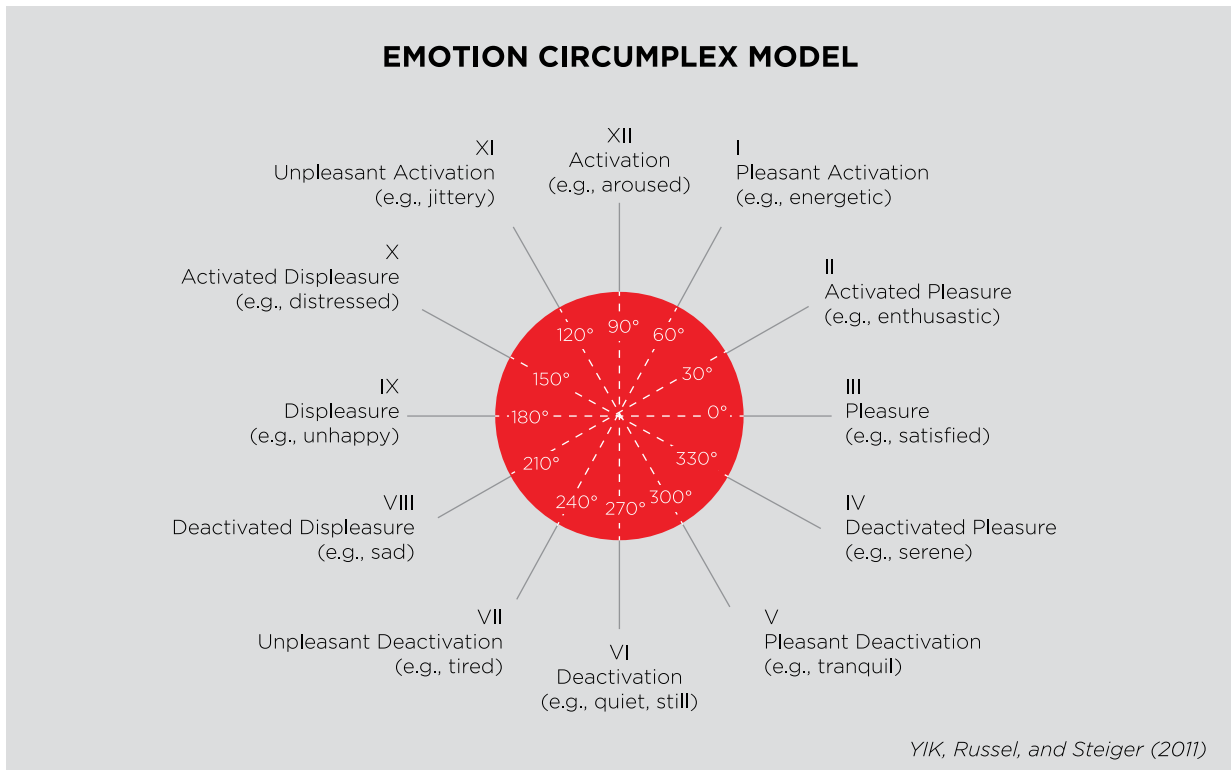 EMOTION CIRCUMPLEX MODEL
XII
Activation
(e.g., aroused)
I
Pleasant Activation
(e.g., energetic)
II
Activated Pleasure
(e.g., enthusastic)
III
Pleasure
(e.g., satisfied)
IV
Deactivated Pleasure
(e.g., serene)
V
Pleasant Deactivation
(e.g., tranquil)
VI
Deactivation
(e.g., quiet, still)
VII
Unpleasant Deactivation
(e.g., tired)
VIII
Deactivated Displeasure
(e.g., sad)
IX
Displeasure
(e.g., unhappy)
X
Activated Displeasure
(e.g., distressed)
XI
Unpleasant Activation
(e.g., jittery)
90°
60°
30°
0°
330°
300°
270°
240°
210°
180°
150°
120°
YIK, Russel, and Steiger (2011)